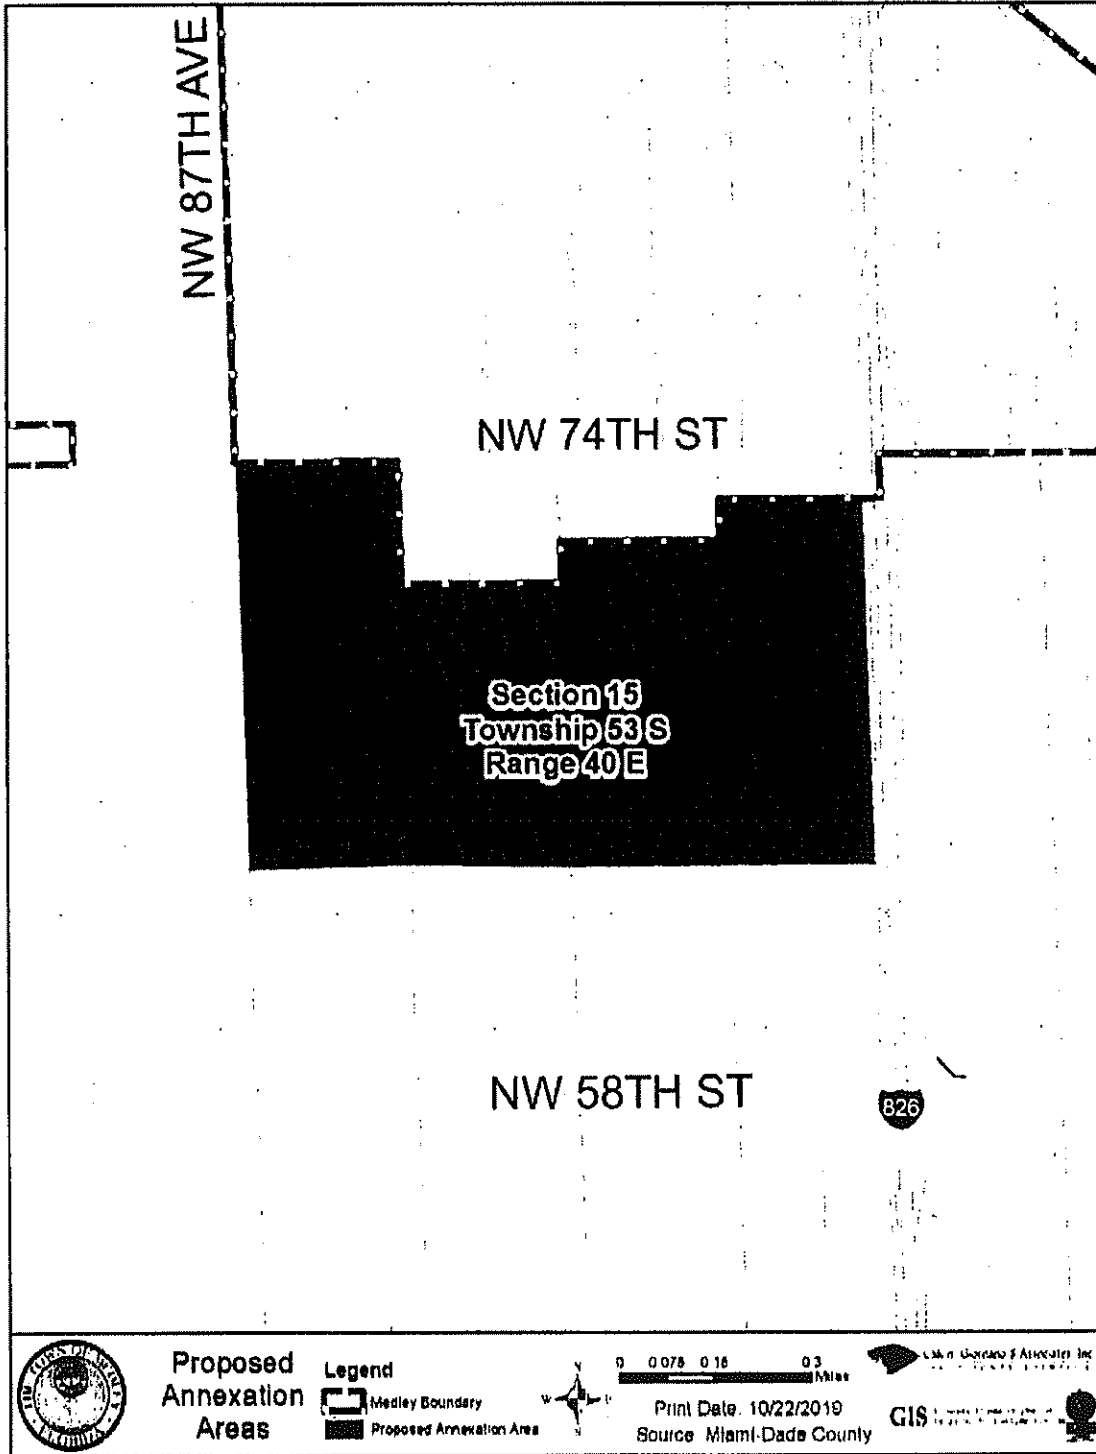 NW 87TH AVE
NW 74TH ST
Section 15
Township 53 S
Range 40 E
NW 58TH ST
826
Proposed
Annexation
Areas
Legend
Medley Boundary
Proposed Annexation Area
N
W
0 0.075 0.15 0.3
Miles
Print Date: 10/22/2019
Source: Miami-Dade County
FLORIDA
GIS